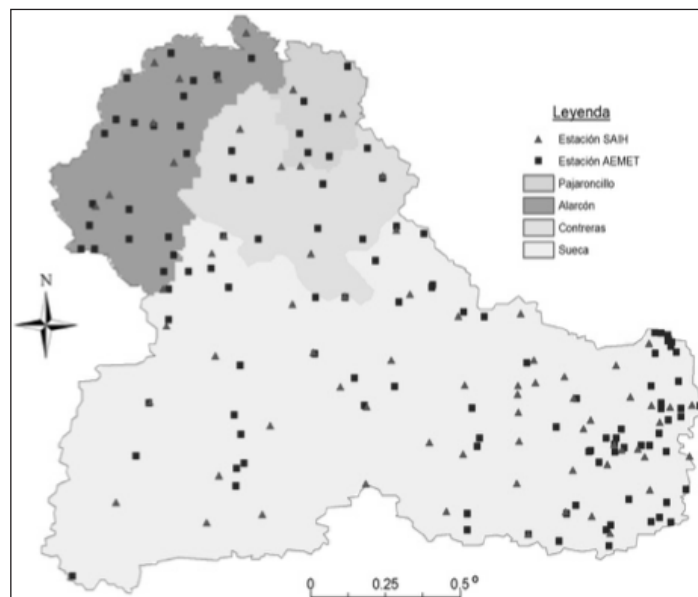 Leyenda
Estación SAIH
Estación AEMET
Pajaroncillo
Alarcón
Contreras
Sueca
N
0 0.25 0.5 º